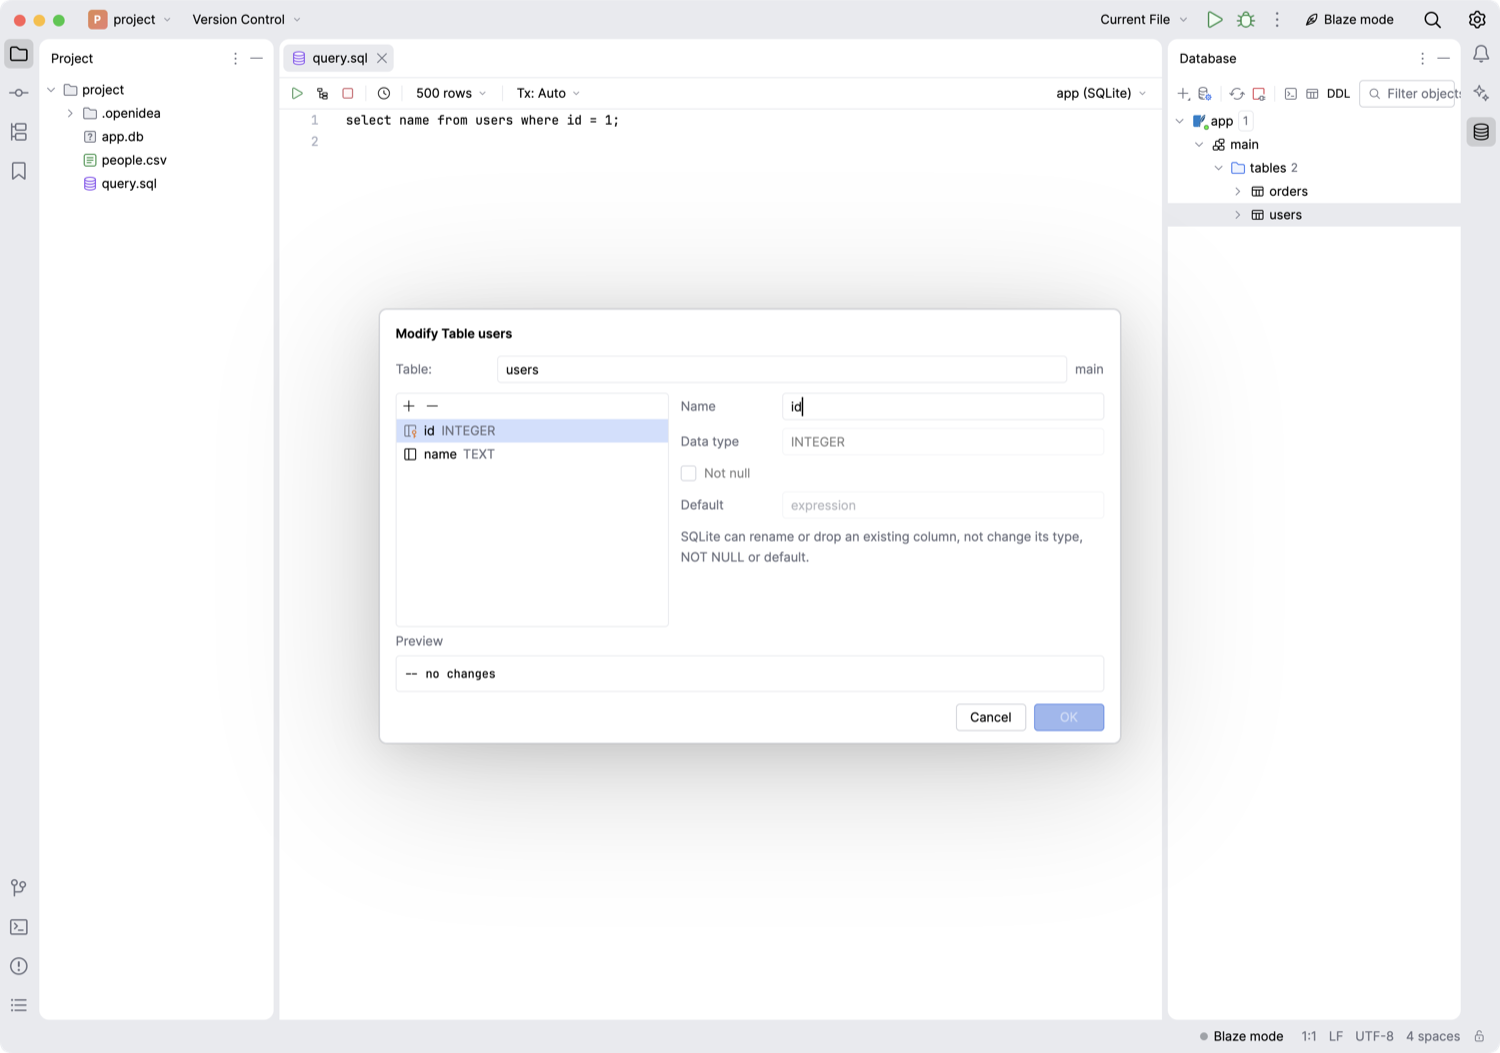 P project Version Control Current File Blaze mode
Project
project
.openidea
app.db
people.csv
query.sql
query.sql
500 rows Tx: Auto app (SQLite)
1 select name from users where id = 1;
2
Database
DDL Filter objects
app 1
main
tables 2
orders
users
Modify Table users
Table: users main
id INTEGER
name TEXT
Name id
Data type INTEGER
Not null
Default expression
SQLite can rename or drop an existing column, not change its type,
NOT NULL or default.
Preview
-- no changes
Cancel OK
Blaze mode 1:1 LF UTF-8 4 spaces